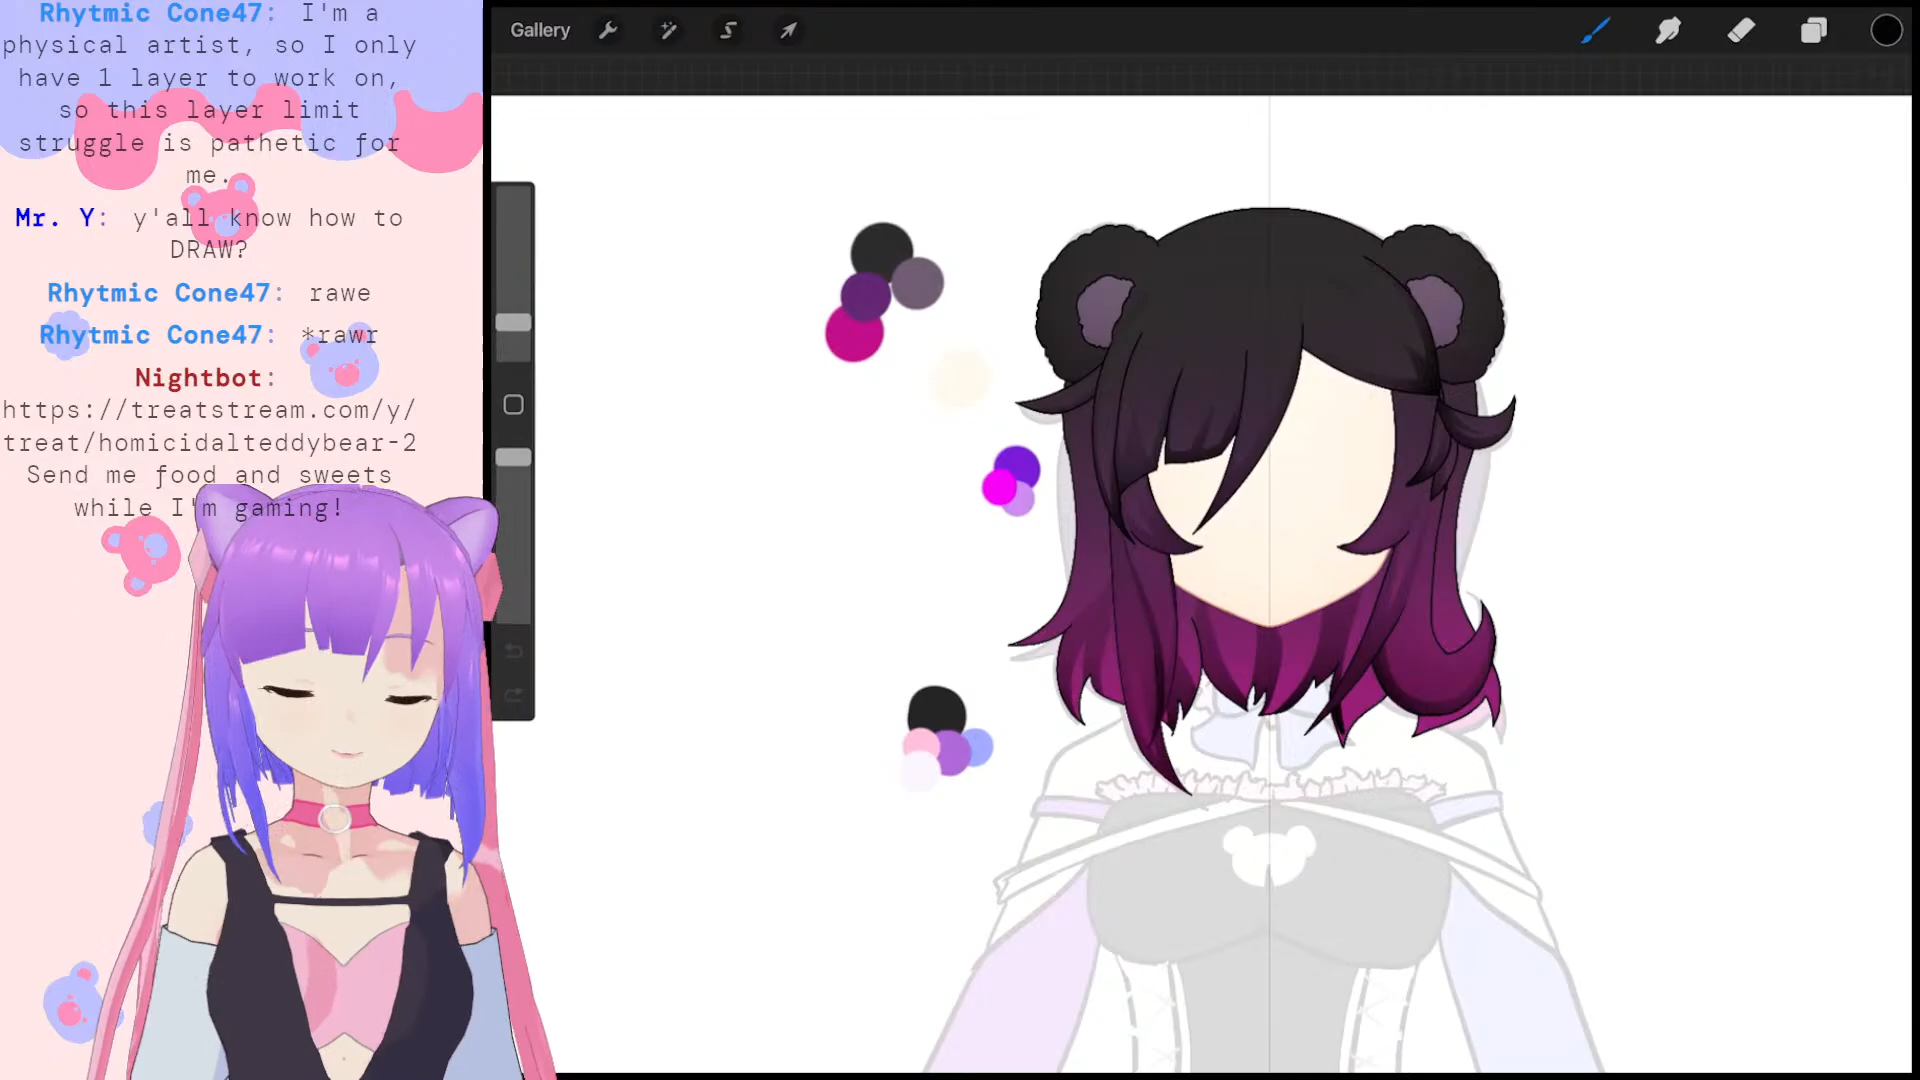 Rhytmic Cone47: I'm a
physical artist, so I only
have 1 layer to work on,
so this layer limit
struggle is pathetic for
me.
Mr. Y: y'all know how to
DRAW?
Rhytmic Cone47: rawe
Rhytmic Cone47: *rawr
Nightbot:
https://treatstream.com/y/
treat/homicidalteddybear-2
Send me food and sweets
while I'm gaming!
Gallery